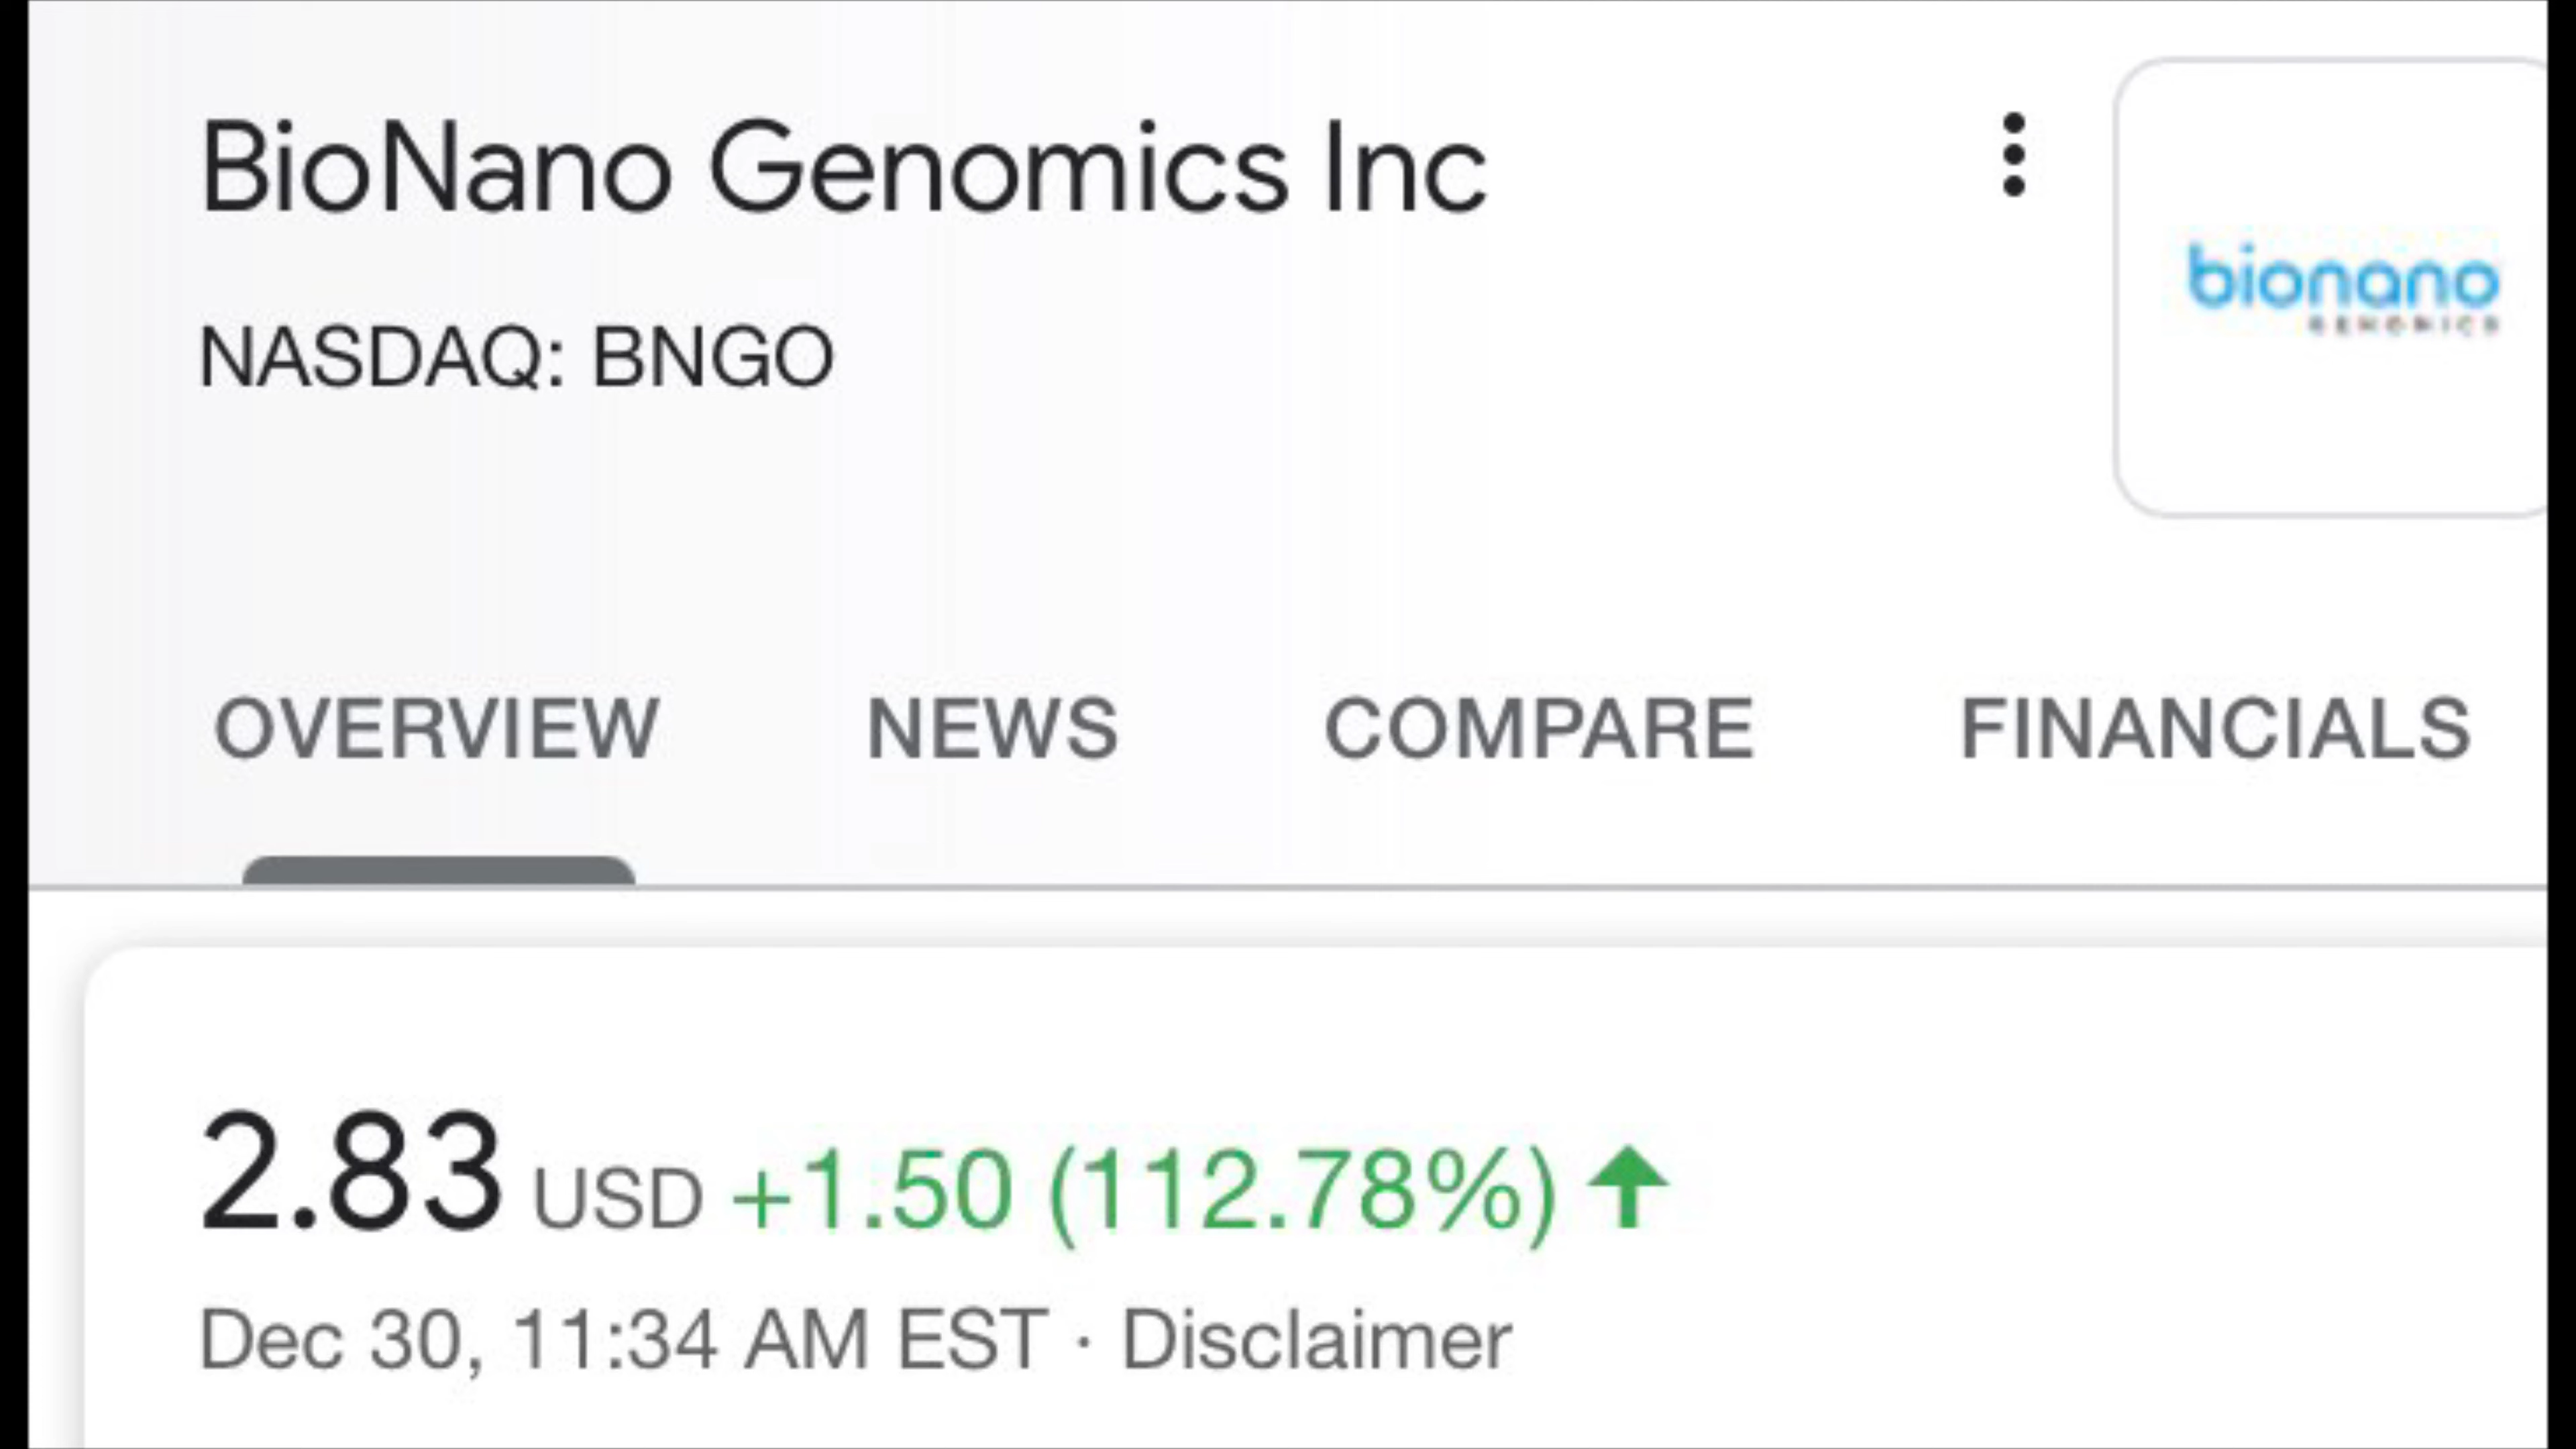 BioNano Genomics Inc
NASDAQ: BNGO
bionano
GENOMICS
OVERVIEW NEWS COMPARE FINANCIALS
2.83 USD +1.50 (112.78%)
Dec 30, 11:34 AM EST · Disclaimer